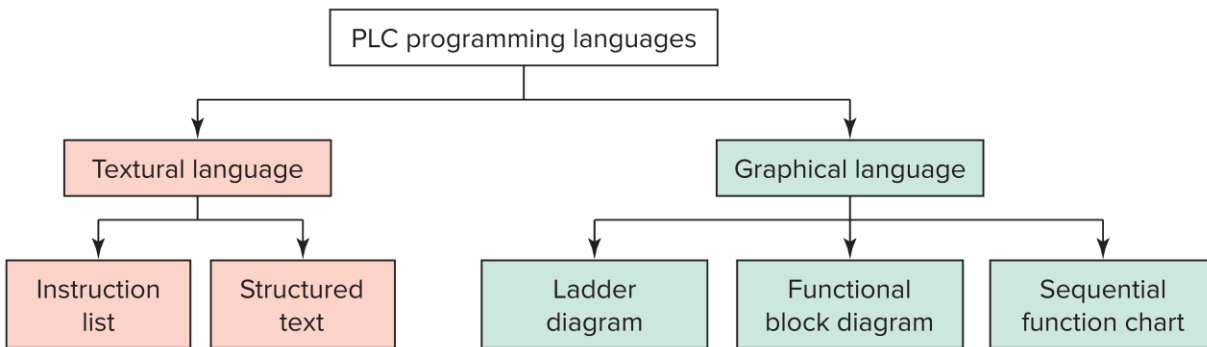 PLC programming languages
Textural language
Graphical language
Instruction
list
Structured
text
Ladder
diagram
Functional
block diagram
Sequential
function chart